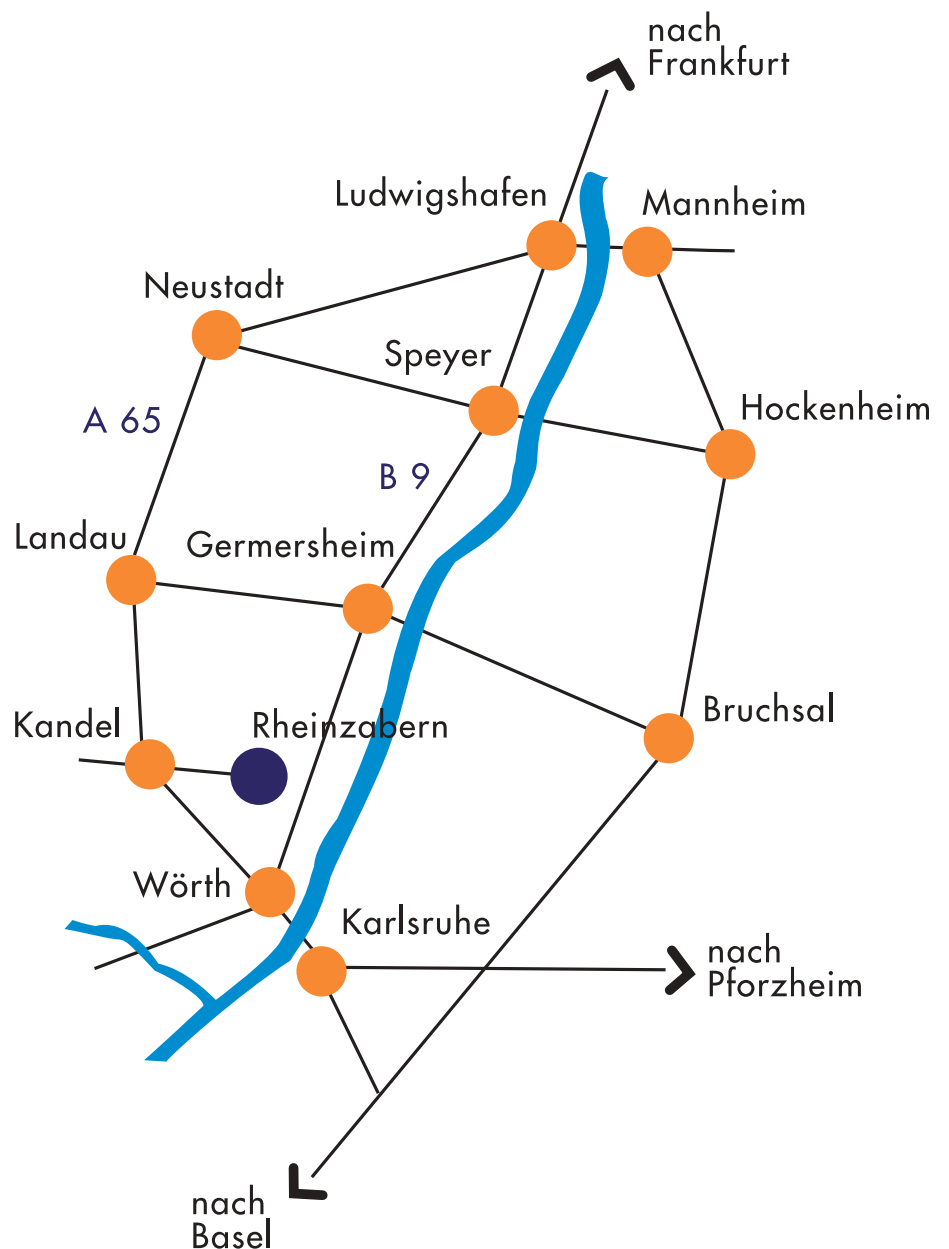 nach
Frankfurt
Ludwigshafen
Mannheim
Neustadt
Speyer
Hockenheim
A 65
B 9
Landau
Germersheim
Kandel
Rheinzabern
Bruchsal
Wörth
Karlsruhe
nach
Pforzheim
nach
Basel